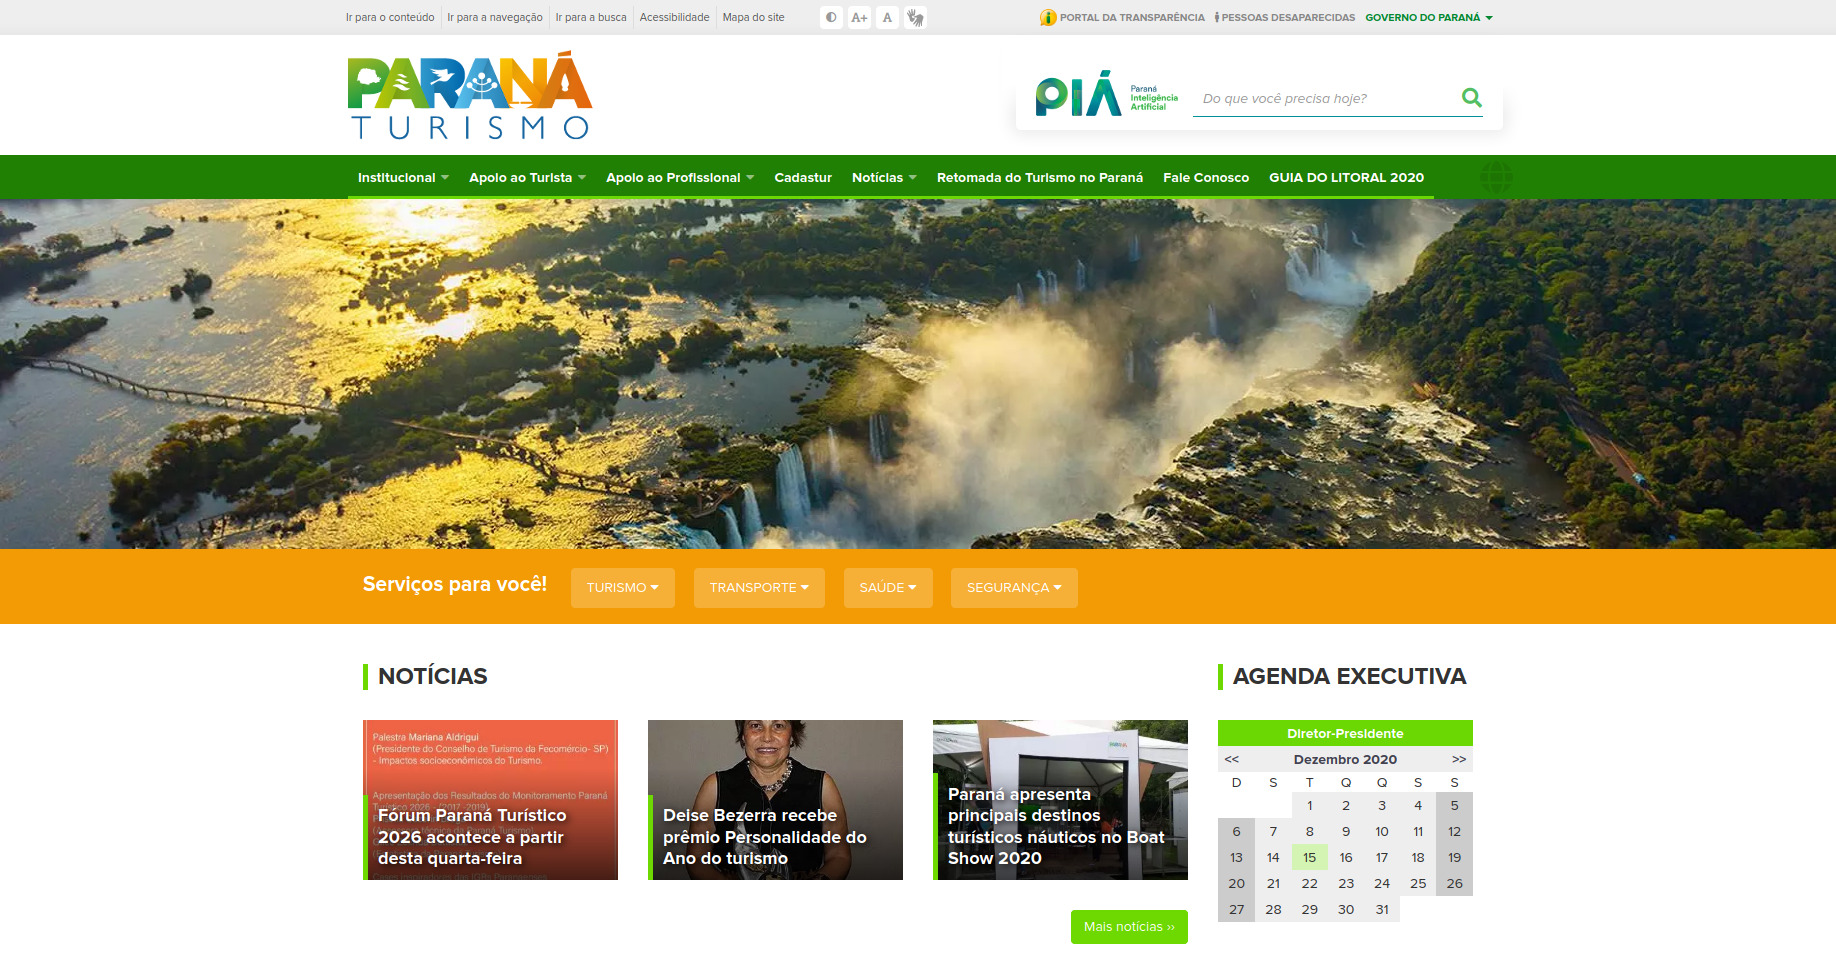 Ir para o conteúdo
Ir para a navegação
Ir para a busca
Acessibilidade
Mapa do site
A+
A
PORTAL DA TRANSPARÊNCIA
PESSOAS DESAPARECIDAS
GOVERNO DO PARANÁ
PARANÁ
TURISMO
PIÁ
Paraná
Inteligência
Artificial
Do que você precisa hoje?
Institucional
Apoio ao Turista
Apoio ao Profissional
Cadastur
Notícias
Retomada do Turismo no Paraná
Fale Conosco
GUIA DO LITORAL 2020
Serviços para você!
TURISMO
TRANSPORTE
SAÚDE
SEGURANÇA
NOTÍCIAS
Palestra Mariana Aldrigui
(Presidente do Conselho de Turismo da Fecomércio- SP)
- Impactos socioeconômicos do Turismo.
Apresentação dos Resultados do Monitoramento Paraná
Turístico 2026 - (2017 -2019)
Fórum Paraná Turístico
2026 acontece a partir
desta quarta-feira
Deise Bezerra recebe
prêmio Personalidade do
Ano do turismo
PARANÁ
Paraná apresenta
principais destinos
turísticos náuticos no Boat
Show 2020
Mais notícias ››
AGENDA EXECUTIVA
Diretor-Presidente
<< Dezembro 2020 >>
D S T Q Q S S
1 2 3 4 5
6 7 8 9 10 11 12
13 14 15 16 17 18 19
20 21 22 23 24 25 26
27 28 29 30 31